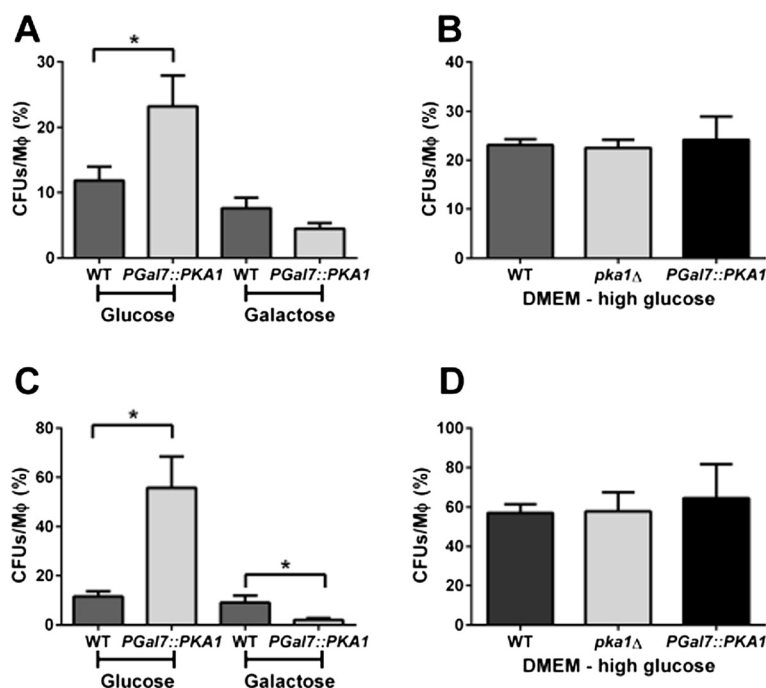 A
CFUs/Mϕ (%)
30
20
10
0
*
WT PGal7::PKA1 WT PGal7::PKA1
Glucose Galactose
B
CFUs/Mϕ (%)
40
30
20
10
0
WT pka1Δ PGal7::PKA1
DMEM - high glucose
C
CFUs/Mϕ (%)
80
60
40
20
0
*
*
WT PGal7::PKA1 WT PGal7::PKA1
Glucose Galactose
D
CFUs/Mϕ (%)
100
80
60
40
20
0
WT pka1Δ PGal7::PKA1
DMEM - high glucose